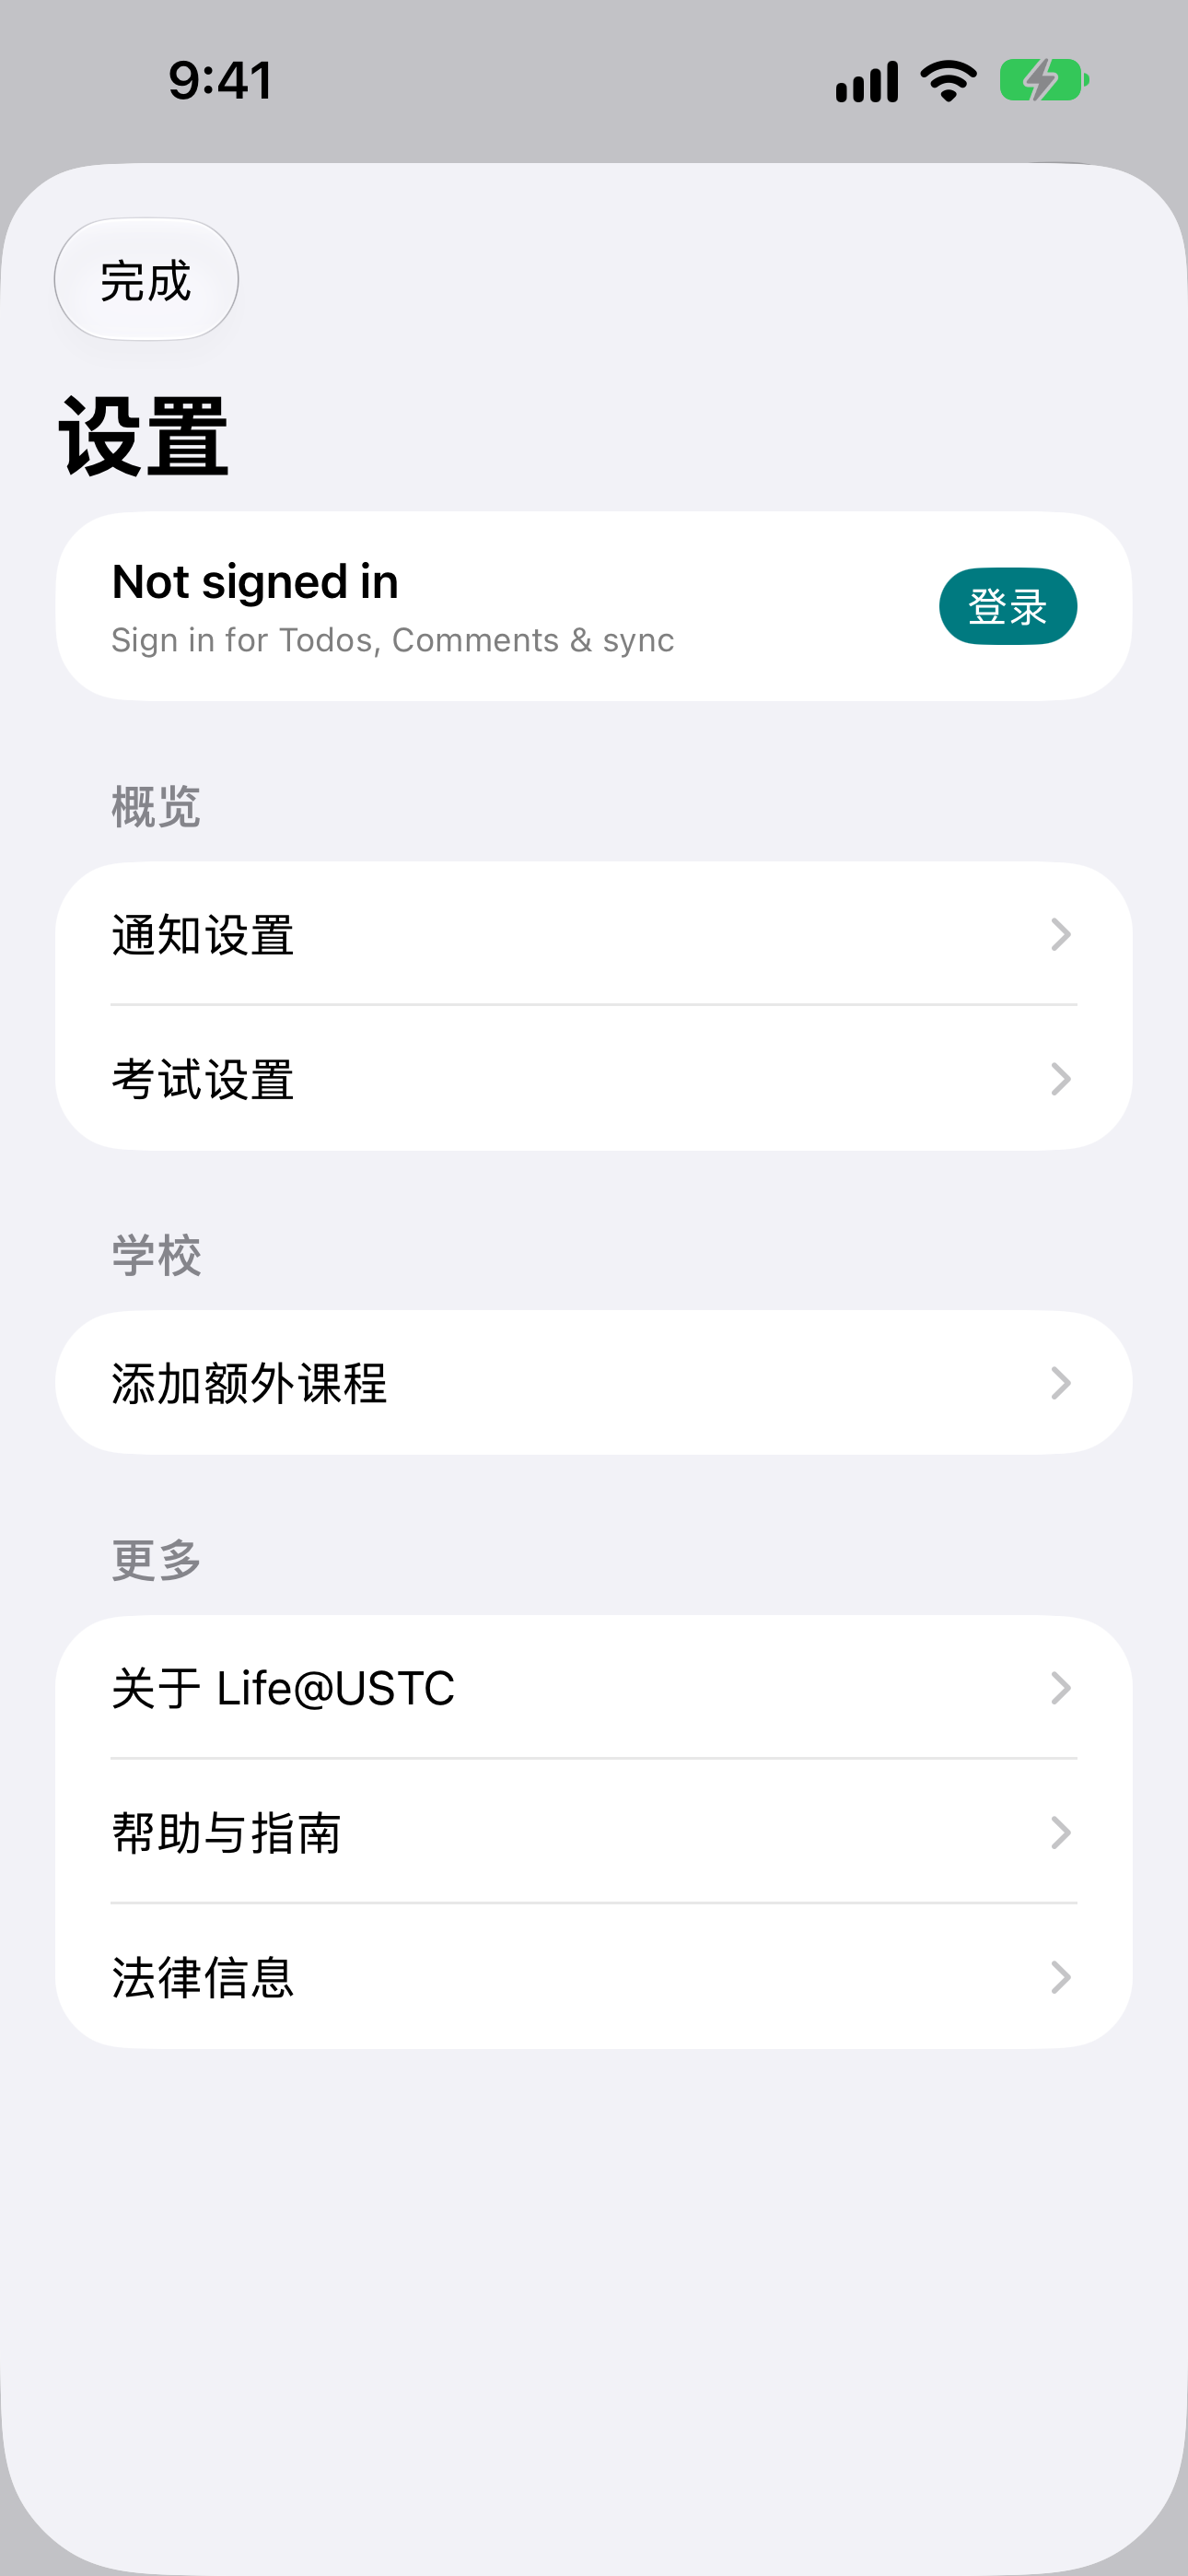 9:41
完成
设置
Not signed in
Sign in for Todos, Comments & sync
登录
概览
通知设置
考试设置
学校
添加额外课程
更多
关于 Life@USTC
帮助与指南
法律信息